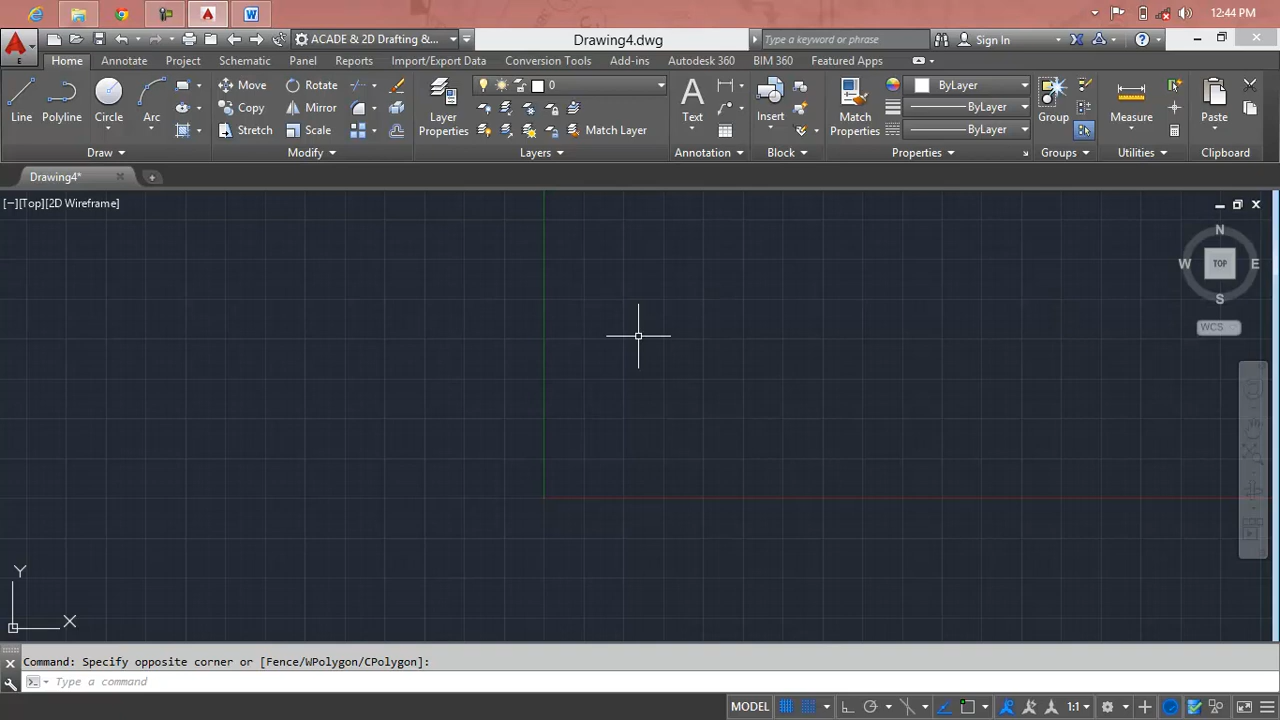 12:44 PM
ACADE & 2D Drafting &...
Drawing4.dwg
Type a keyword or phrase
Sign In
E
Home
Annotate
Project
Schematic
Panel
Reports
Import/Export Data
Conversion Tools
Add-ins
Autodesk 360
BIM 360
Featured Apps
Line
Polyline
Circle
Arc
Move
Rotate
Copy
Mirror
Stretch
Scale
Layer
Properties
0
Match Layer
Text
Insert
Match
Properties
ByLayer
ByLayer
ByLayer
Group
Measure
Paste
Draw
Modify
Layers
Annotation
Block
Properties
Groups
Utilities
Clipboard
Drawing4*
[−][Top][2D Wireframe]
N
W
TOP
E
S
WCS
Y
X
Command: Specify opposite corner or [Fence/WPolygon/CPolygon]:
Type a command
MODEL
1:1